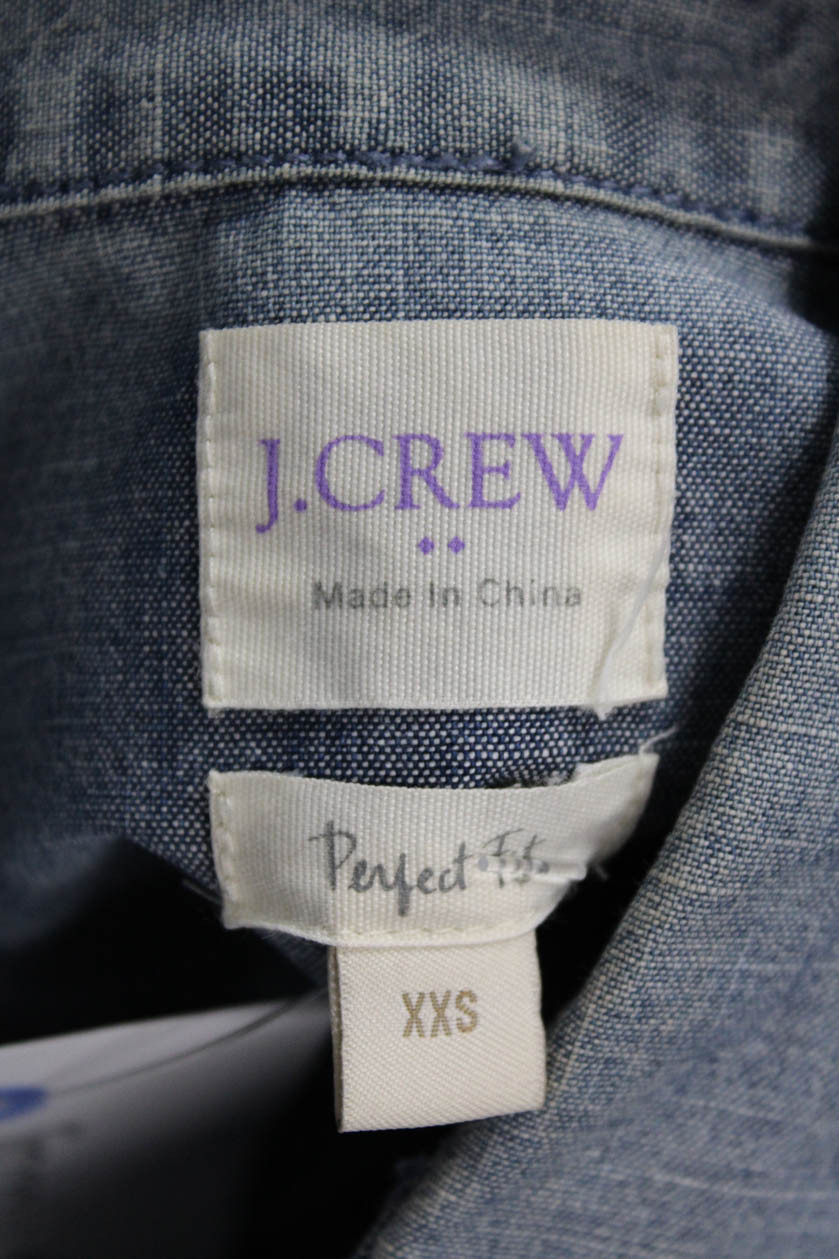 J.CREW
Made In China
Perfect • Fit •
XXS